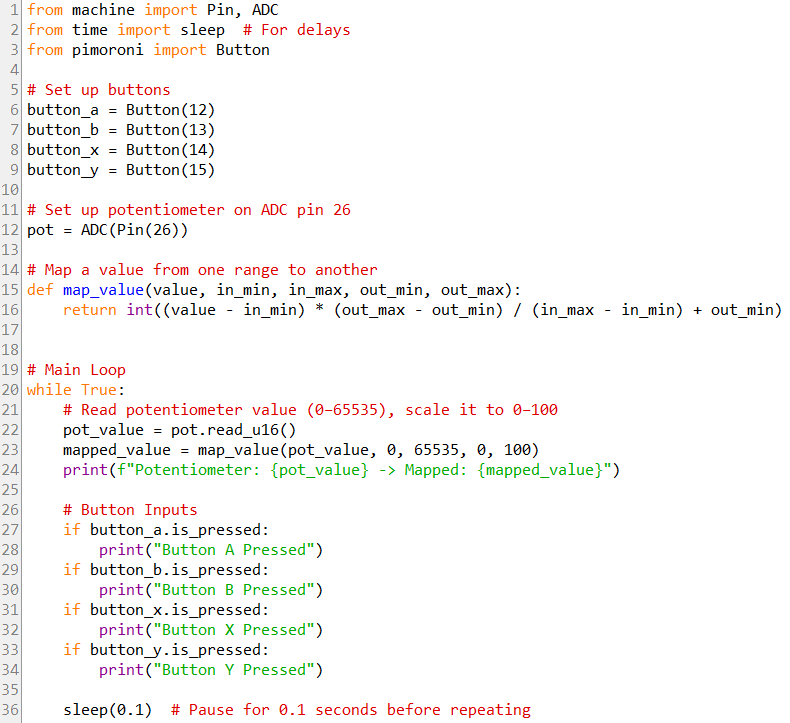 1 from machine import Pin, ADC
2 from time import sleep  # For delays
3 from pimoroni import Button
4
5 # Set up buttons
6 button_a = Button(12)
7 button_b = Button(13)
8 button_x = Button(14)
9 button_y = Button(15)
10
11 # Set up potentiometer on ADC pin 26
12 pot = ADC(Pin(26))
13
14 # Map a value from one range to another
15 def map_value(value, in_min, in_max, out_min, out_max):
16     return int((value - in_min) * (out_max - out_min) / (in_max - in_min) + out_min)
17
18
19 # Main Loop
20 while True:
21     # Read potentiometer value (0–65535), scale it to 0–100
22     pot_value = pot.read_u16()
23     mapped_value = map_value(pot_value, 0, 65535, 0, 100)
24     print(f"Potentiometer: {pot_value} -> Mapped: {mapped_value}")
25
26     # Button Inputs
27     if button_a.is_pressed:
28         print("Button A Pressed")
29     if button_b.is_pressed:
30         print("Button B Pressed")
31     if button_x.is_pressed:
32         print("Button X Pressed")
33     if button_y.is_pressed:
34         print("Button Y Pressed")
35
36     sleep(0.1)  # Pause for 0.1 seconds before repeating